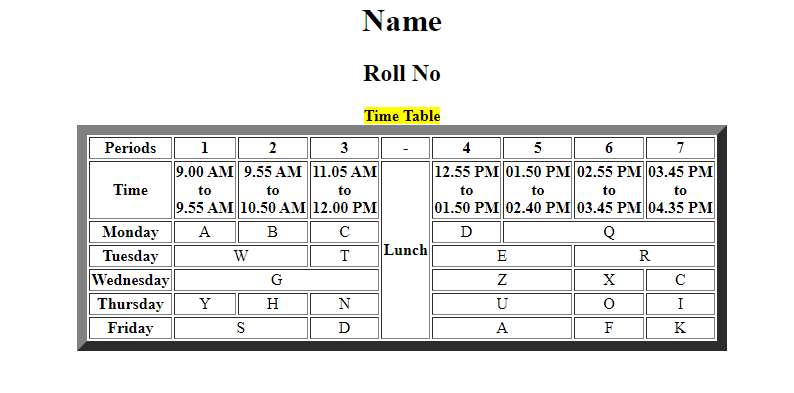 Name
Roll No
Time Table
Periods 1 2 3 - 4 5 6 7
Time 9.00 AM to 9.55 AM 9.55 AM to 10.50 AM 11.05 AM to 12.00 PM Lunch 12.55 PM to 01.50 PM 01.50 PM to 02.40 PM 02.55 PM to 03.45 PM 03.45 PM to 04.35 PM
Monday A B C D Q
Tuesday W T E R
Wednesday G Z X C
Thursday Y H N U O I
Friday S D A F K